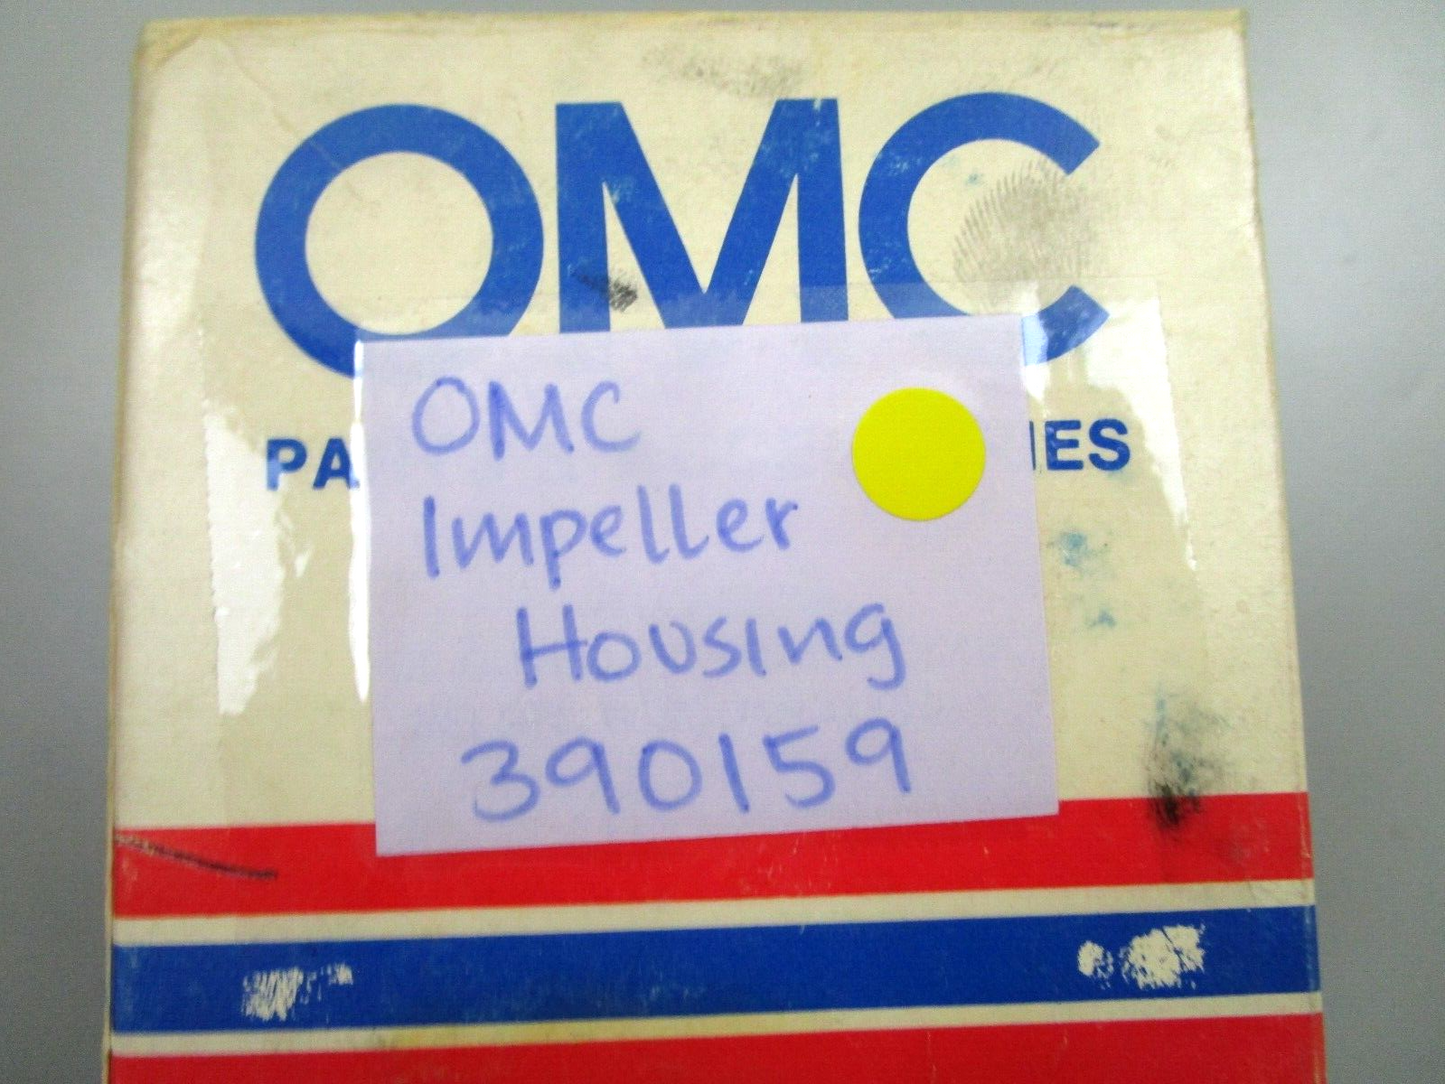 OMC
PA IES
OMC
Impeller
Housing
390159